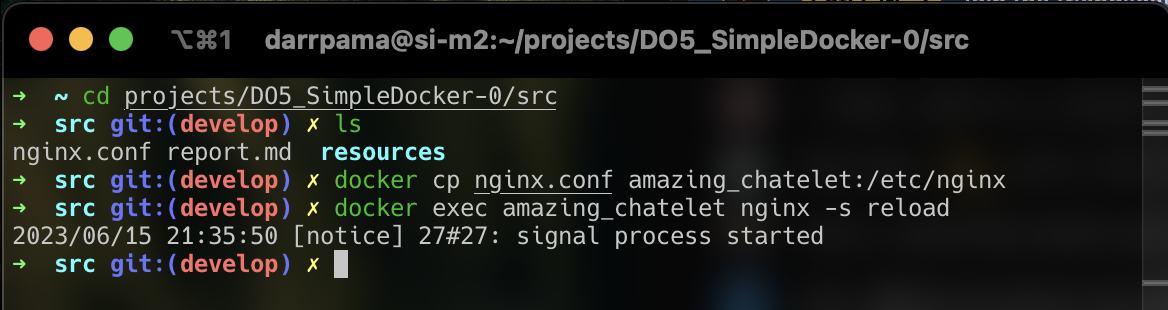 ⌥⌘1 darrpama@si-m2:~/projects/DO5_SimpleDocker-0/src
➜ ~ cd projects/DO5_SimpleDocker-0/src
➜ src git:(develop) ✗ ls
nginx.conf report.md resources
➜ src git:(develop) ✗ docker cp nginx.conf amazing_chatelet:/etc/nginx
➜ src git:(develop) ✗ docker exec amazing_chatelet nginx -s reload
2023/06/15 21:35:50 [notice] 27#27: signal process started
➜ src git:(develop) ✗